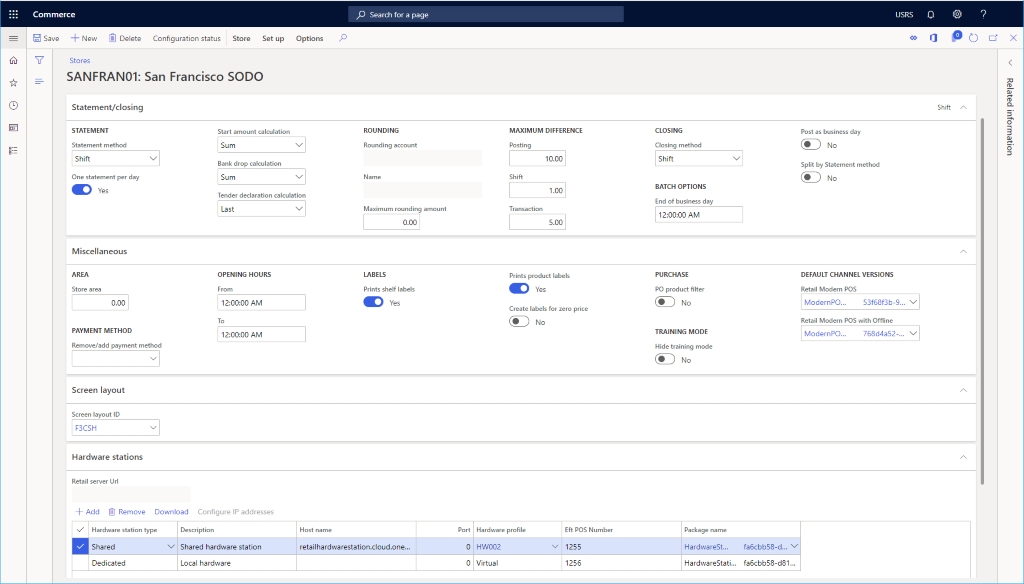 Commerce
Search for a page
USRS
?
Save
New
Delete
Configuration status
Store
Set up
Options
0
Stores
SANFRAN01: San Francisco SODO
Related information
Statement/closing
Shift
STATEMENT
Statement method
Shift
One statement per day
Yes
Start amount calculation
Sum
Bank drop calculation
Sum
Tender declaration calculation
Last
ROUNDING
Rounding account
Name
Maximum rounding amount
0.00
MAXIMUM DIFFERENCE
Posting
10.00
Shift
1.00
Transaction
5.00
CLOSING
Closing method
Shift
BATCH OPTIONS
End of business day
12:00:00 AM
Post as business day
No
Split by Statement method
No
Miscellaneous
AREA
Store area
0.00
PAYMENT METHOD
Remove/add payment method
OPENING HOURS
From
12:00:00 AM
To
12:00:00 AM
LABELS
Prints shelf labels
Yes
Prints product labels
Yes
Create labels for zero price
No
PURCHASE
PO product filter
No
TRAINING MODE
Hide training mode
No
DEFAULT CHANNEL VERSIONS
Retail Modern POS
ModernPO... 53f68f3b-9...
Retail Modern POS with Offline
ModernPO... 768d4a52-...
Screen layout
Screen layout ID
F3CSH
Hardware stations
Retail server Url
Add
Remove
Download
Configure IP addresses
Hardware station type Description Host name Port Hardware profile Eft POS Number Package name
Shared Shared hardware station retailhardwarestation.cloud.one... 0 HW002 1255 HardwareSt... fa6cbb58-d...
Dedicated Local hardware 0 Virtual 1256 HardwareStati... fa6cbb58-d81...